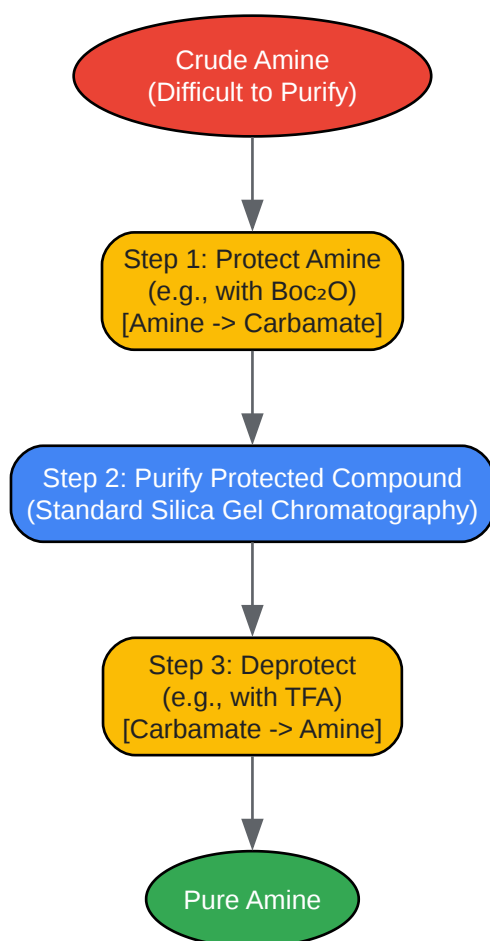 Crude Amine
(Difficult to Purify)
Step 1: Protect Amine
(e.g., with Boc₂O)
[Amine -> Carbamate]
Step 2: Purify Protected Compound
(Standard Silica Gel Chromatography)
Step 3: Deprotect
(e.g., with TFA)
[Carbamate -> Amine]
Pure Amine